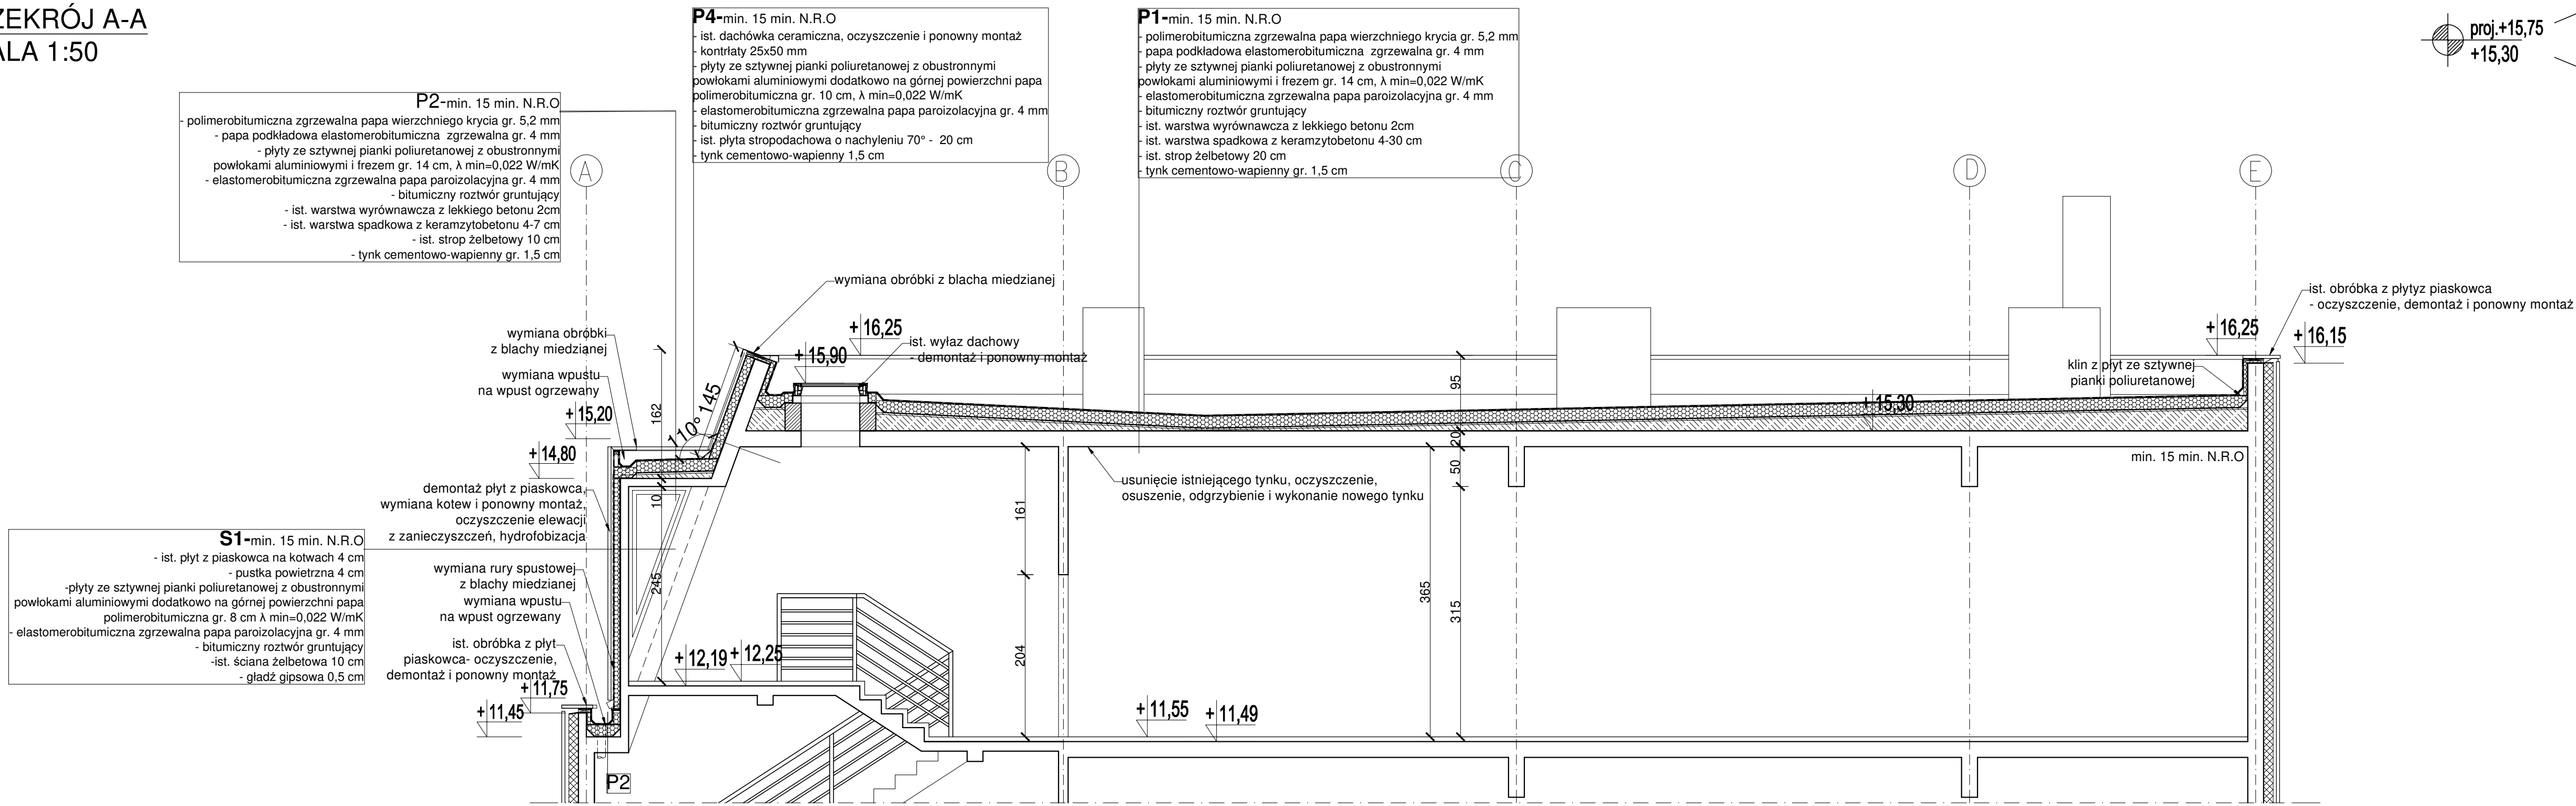 ZEKRÓJ A-A
ALA 1:50
P2-min. 15 min. N.R.O
- polimerobitumiczna zgrzewalna papa wierzchniego krycia gr. 5,2 mm
- papa podkładowa elastomerobitumiczna zgrzewalna gr. 4 mm
- płyty ze sztywnej pianki poliuretanowej z obustronnymi
powłokami aluminiowymi i frezem gr. 14 cm, λ min=0,022 W/mK
- elastomerobitumiczna zgrzewalna papa paroizolacyjna gr. 4 mm
- bitumiczny roztwór gruntujący
- ist. warstwa wyrównawcza z lekkiego betonu 2cm
- ist. warstwa spadkowa z keramzytobetonu 4-7 cm
- ist. strop żelbetowy 10 cm
- tynk cementowo-wapienny gr. 1,5 cm
P4-min. 15 min. N.R.O
- ist. dachówka ceramiczna, oczyszczenie i ponowny montaż
- kontrłaty 25x50 mm
- płyty ze sztywnej pianki poliuretanowej z obustronnymi
powłokami aluminiowymi dodatkowo na górnej powierzchni papa
polimerobitumiczna gr. 10 cm, λ min=0,022 W/mK
- elastomerobitumiczna zgrzewalna papa paroizolacyjna gr. 4 mm
- bitumiczny roztwór gruntujący
- ist. płyta stropodachowa o nachyleniu 70° - 20 cm
- tynk cementowo-wapienny 1,5 cm
P1-min. 15 min. N.R.O
- polimerobitumiczna zgrzewalna papa wierzchniego krycia gr. 5,2 mm
- papa podkładowa elastomerobitumiczna zgrzewalna gr. 4 mm
- płyty ze sztywnej pianki poliuretanowej z obustronnymi
powłokami aluminiowymi i frezem gr. 14 cm, λ min=0,022 W/mK
- elastomerobitumiczna zgrzewalna papa paroizolacyjna gr. 4 mm
- bitumiczny roztwór gruntujący
- ist. warstwa wyrównawcza z lekkiego betonu 2cm
- ist. warstwa spadkowa z keramzytobetonu 4-30 cm
- ist. strop żelbetowy 20 cm
- tynk cementowo-wapienny gr. 1,5 cm
proj.+15,75
+15,30
A
B
C
D
E
wymiana obróbki z blacha miedzianej
ist. wyłaz dachowy
- demontaż i ponowny montaż
+16,25
+15,90
wymiana obróbki
z blachy miedzianej
wymiana wpustu
na wpust ogrzewany
+15,20
+14,80
162
110°
145
95
20
50
+15,30
ist. obróbka z płytyz piaskowca
- oczyszczenie, demontaż i ponowny montaż
+16,25
+16,15
klin z płyt ze sztywnej
pianki poliuretanowej
min. 15 min. N.R.O
usunięcie istniejącego tynku, oczyszczenie,
osuszenie, odgrzybienie i wykonanie nowego tynku
demontaż płyt z piaskowca,
wymiana kotew i ponowny montaż,
oczyszczenie elewacji
z zanieczyszczeń, hydrofobizacja
S1-min. 15 min. N.R.O
- ist. płyt z piaskowca na kotwach 4 cm
- pustka powietrzna 4 cm
-płyty ze sztywnej pianki poliuretanowej z obustronnymi
powłokami aluminiowymi dodatkowo na górnej powierzchni papa
polimerobitumiczna gr. 8 cm λ min=0,022 W/mK
- elastomerobitumiczna zgrzewalna papa paroizolacyjna gr. 4 mm
- bitumiczny roztwór gruntujący
-ist. ściana żelbetowa 10 cm
- gładź gipsowa 0,5 cm
wymiana rury spustowej
z blachy miedzianej
wymiana wpustu
na wpust ogrzewany
ist. obróbka z płyt
piaskowca- oczyszczenie,
demontaż i ponowny montaż
10
245
161
204
365
315
+12,19
+12,25
+11,75
+11,45
+11,55
+11,49
P2